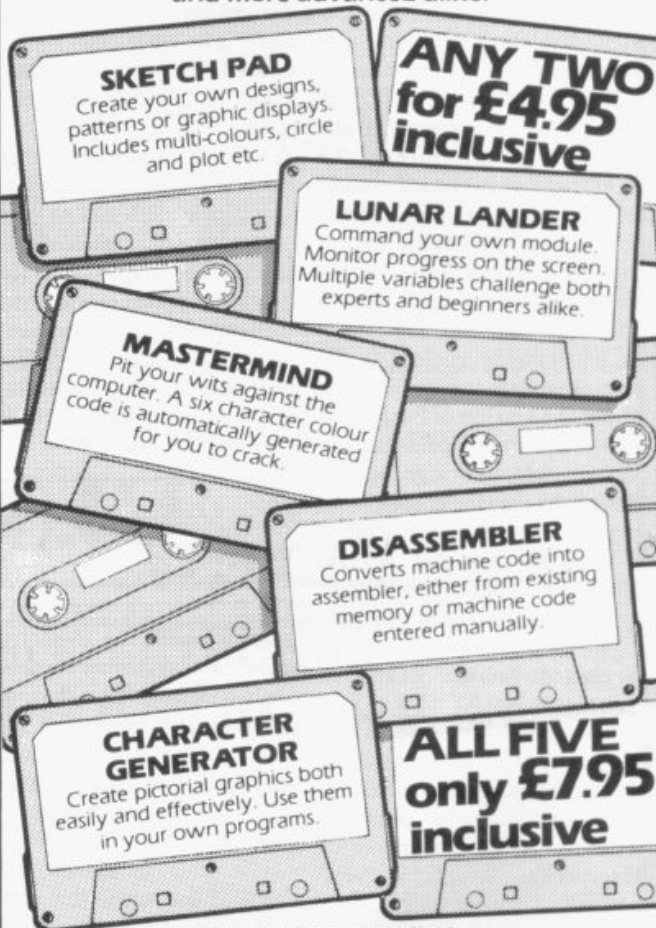 and more advanced alike.
SKETCH PAD
Create your own designs,
patterns or graphic displays.
Includes multi-colours, circle
and plot etc.
ANY TWO
for £4.95
inclusive
LUNAR LANDER
Command your own module.
Monitor progress on the screen.
Multiple variables challenge both
experts and beginners alike.
MASTERMIND
Pit your wits against the
computer. A six character colour
code is automatically generated
for you to crack.
DISASSEMBLER
Converts machine code into
assembler, either from existing
memory or machine code
entered manually.
CHARACTER
GENERATOR
Create pictorial graphics both
easily and effectively. Use them
in your own programs.
ALL FIVE
only £7.95
inclusive